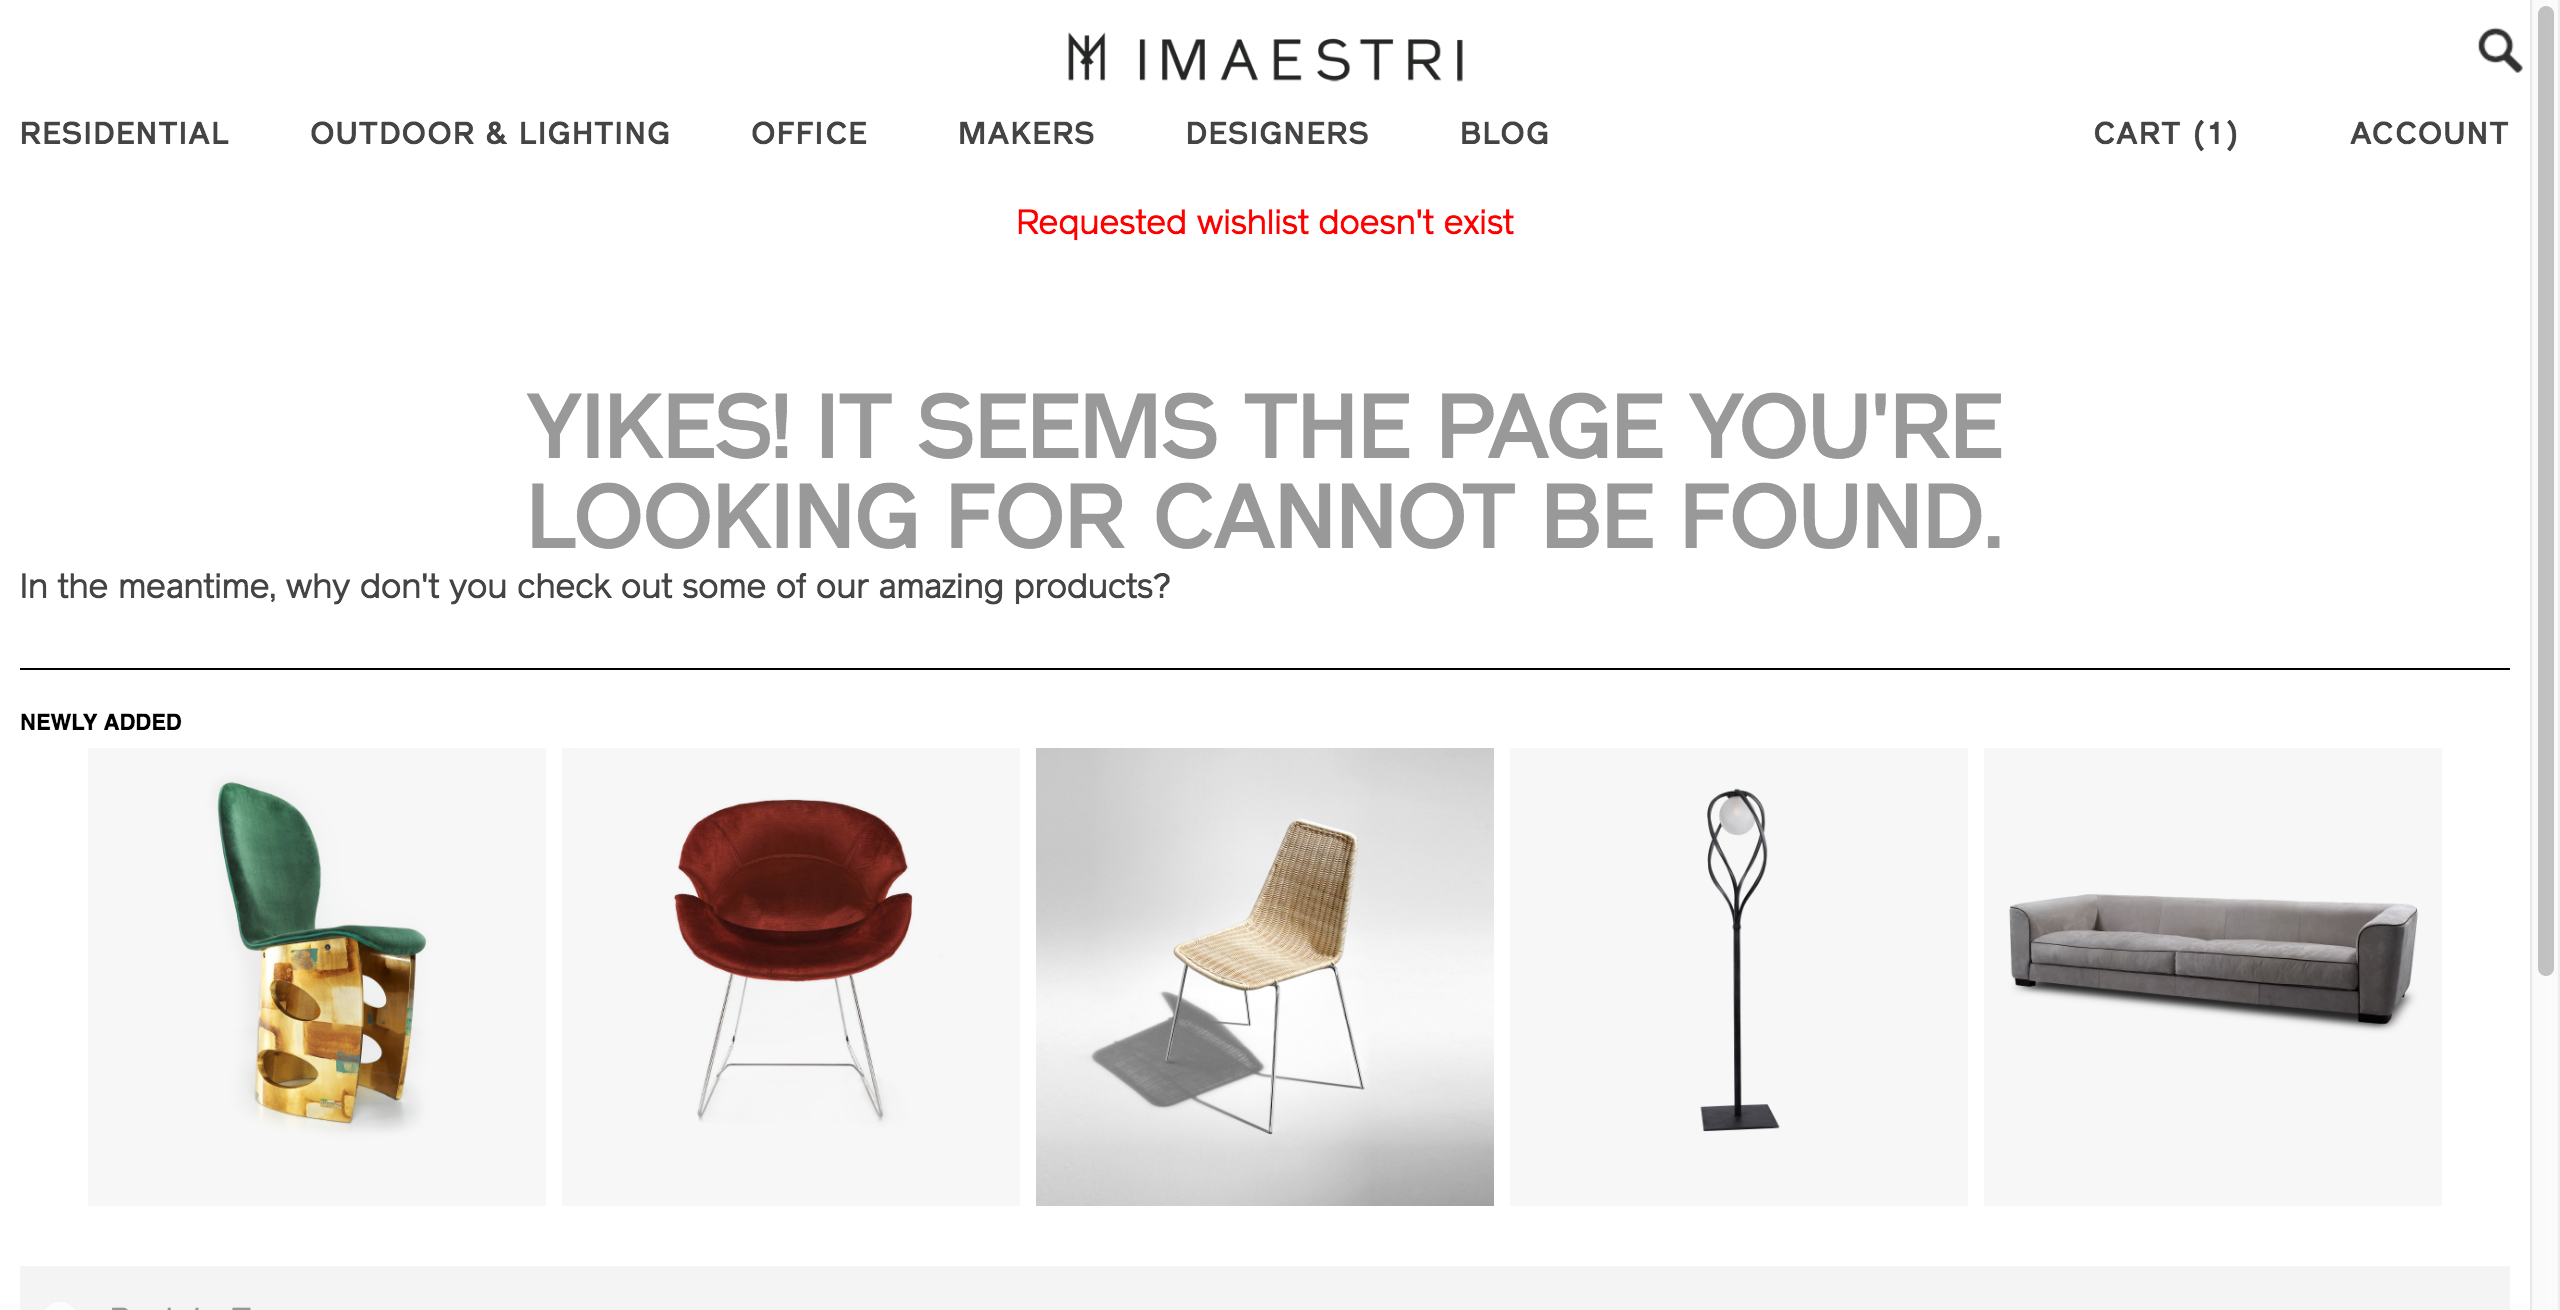 IMAESTRI
RESIDENTIAL OUTDOOR & LIGHTING OFFICE MAKERS DESIGNERS BLOG CART (1) ACCOUNT
Requested wishlist doesn't exist
YIKES! IT SEEMS THE PAGE YOU'RE
LOOKING FOR CANNOT BE FOUND.
In the meantime, why don't you check out some of our amazing products?
NEWLY ADDED